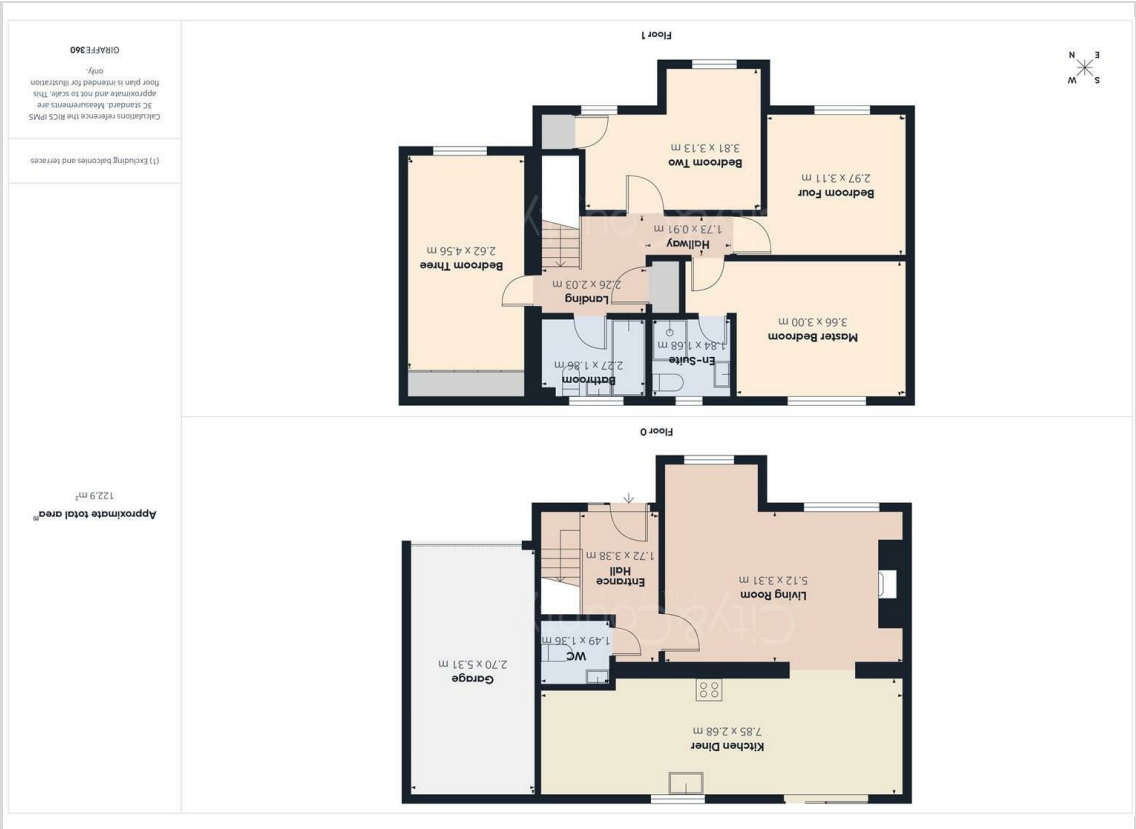 Kitchen Diner
7.85 x 2.68 m
Garage
2.70 x 5.31 m
WC
1.49 x 1.36 m
Living Room
5.12 x 3.31 m
Entrance
Hall
1.72 x 3.38 m
City&County
Floor 0
Bathroom
2.27 x 1.86 m
En-Suite
1.84 x 1.68 m
Master Bedroom
3.66 x 3.00 m
Landing
2.26 x 2.03 m
Bedroom Three
2.62 x 4.56 m
Hallway
1.73 x 0.91 m
Bedroom Four
2.97 x 3.11 m
Bedroom Two
3.81 x 3.13 m
S W
E N
Floor 1
Approximate total area(1)
122.9 m²
(1) Excluding balconies and terraces
Calculations reference the RICS IPMS
3C standard. Measurements are
approximate and not to scale. This
floor plan is intended for illustration
only.
GIRAFFE360